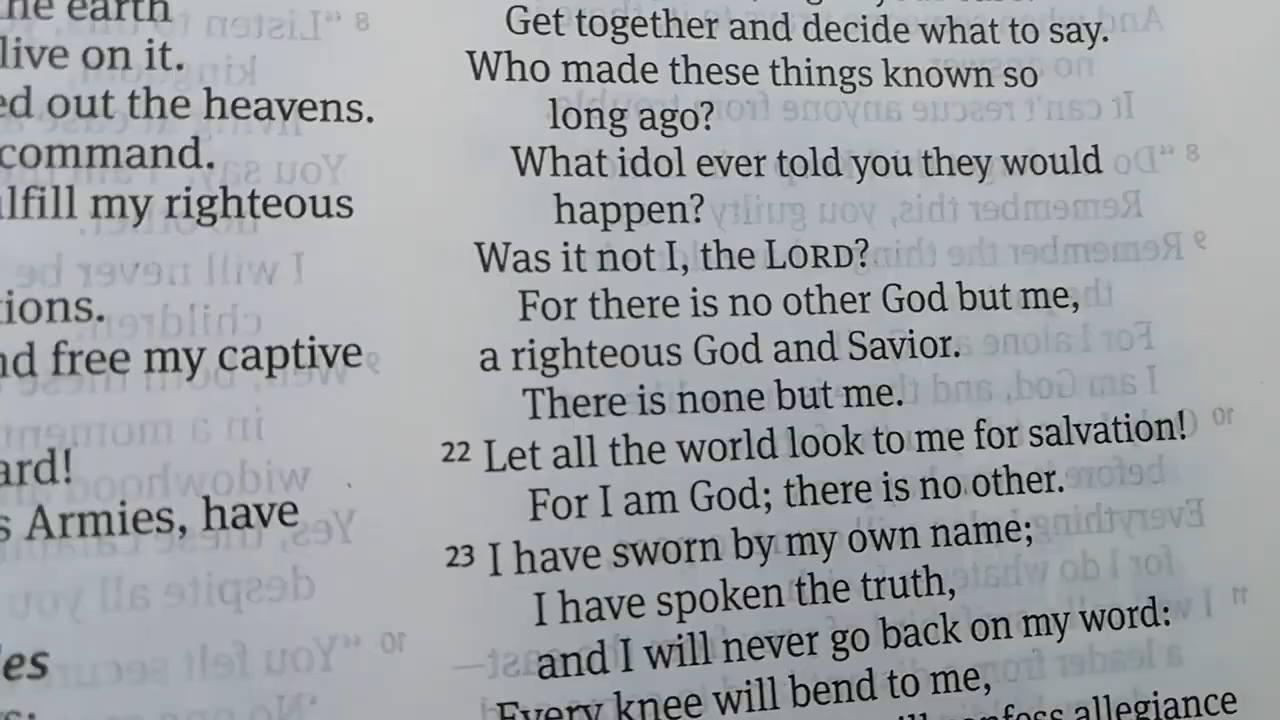 he earth
live on it.
ed out the heavens.
command.
lfill my righteous
ions.
nd free my captive
ard!
s Armies, have
es
Get together and decide what to say.
Who made these things known so
long ago?
What idol ever told you they would
happen?
Was it not I, the LORD?
For there is no other God but me,
a righteous God and Savior.
There is none but me.
22 Let all the world look to me for salvation!
For I am God; there is no other.
23 I have sworn by my own name;
I have spoken the truth,
and I will never go back on my word:
Every knee will bend to me,
allegiance